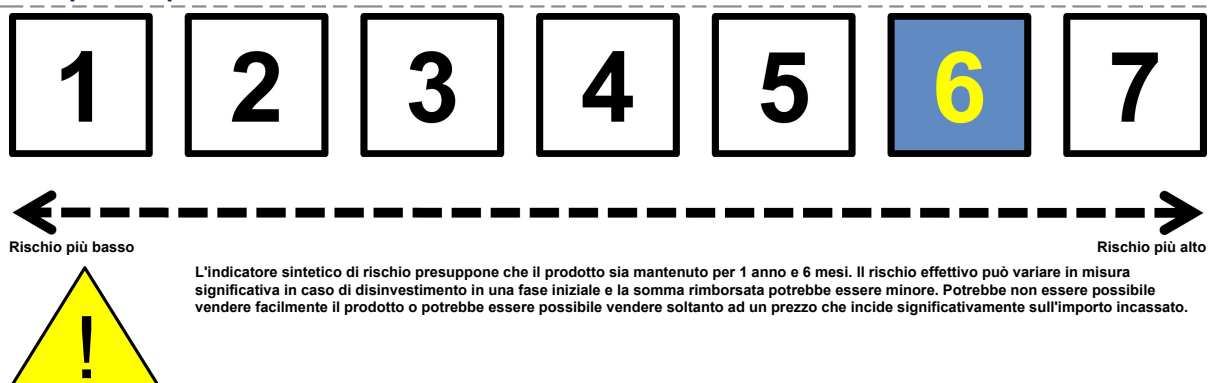 1 2 3 4 5 6 7
Rischio più basso Rischio più alto
L'indicatore sintetico di rischio presuppone che il prodotto sia mantenuto per 1 anno e 6 mesi. Il rischio effettivo può variare in misura
significativa in caso di disinvestimento in una fase iniziale e la somma rimborsata potrebbe essere minore. Potrebbe non essere possibile
vendere facilmente il prodotto o potrebbe essere possibile vendere soltanto ad un prezzo che incide significativamente sull'importo incassato.
!